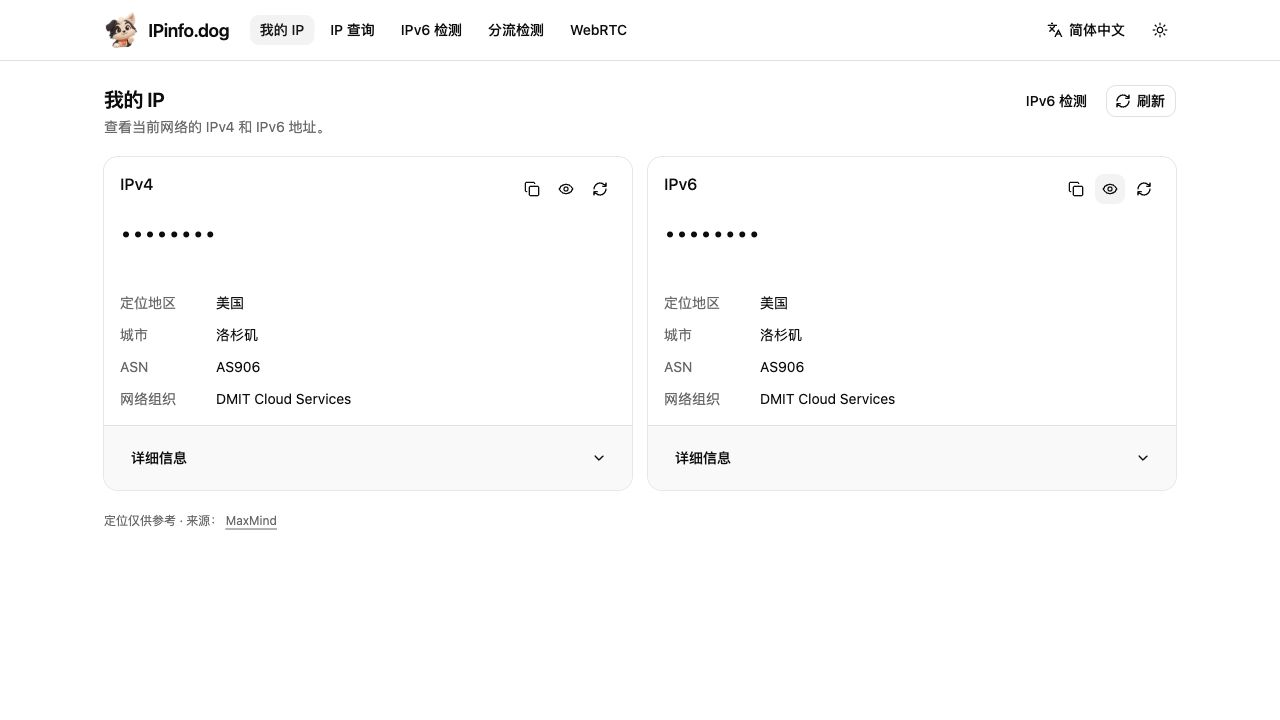 IPinfo.dog 我的 IP IP 查询 IPv6 检测 分流检测 WebRTC 简体中文
我的 IP
查看当前网络的 IPv4 和 IPv6 地址。
IPv6 检测 刷新
IPv4
••••••••
定位地区 美国
城市 洛杉矶
ASN AS906
网络组织 DMIT Cloud Services
详细信息
IPv6
••••••••
定位地区 美国
城市 洛杉矶
ASN AS906
网络组织 DMIT Cloud Services
详细信息
定位仅供参考 · 来源： MaxMind